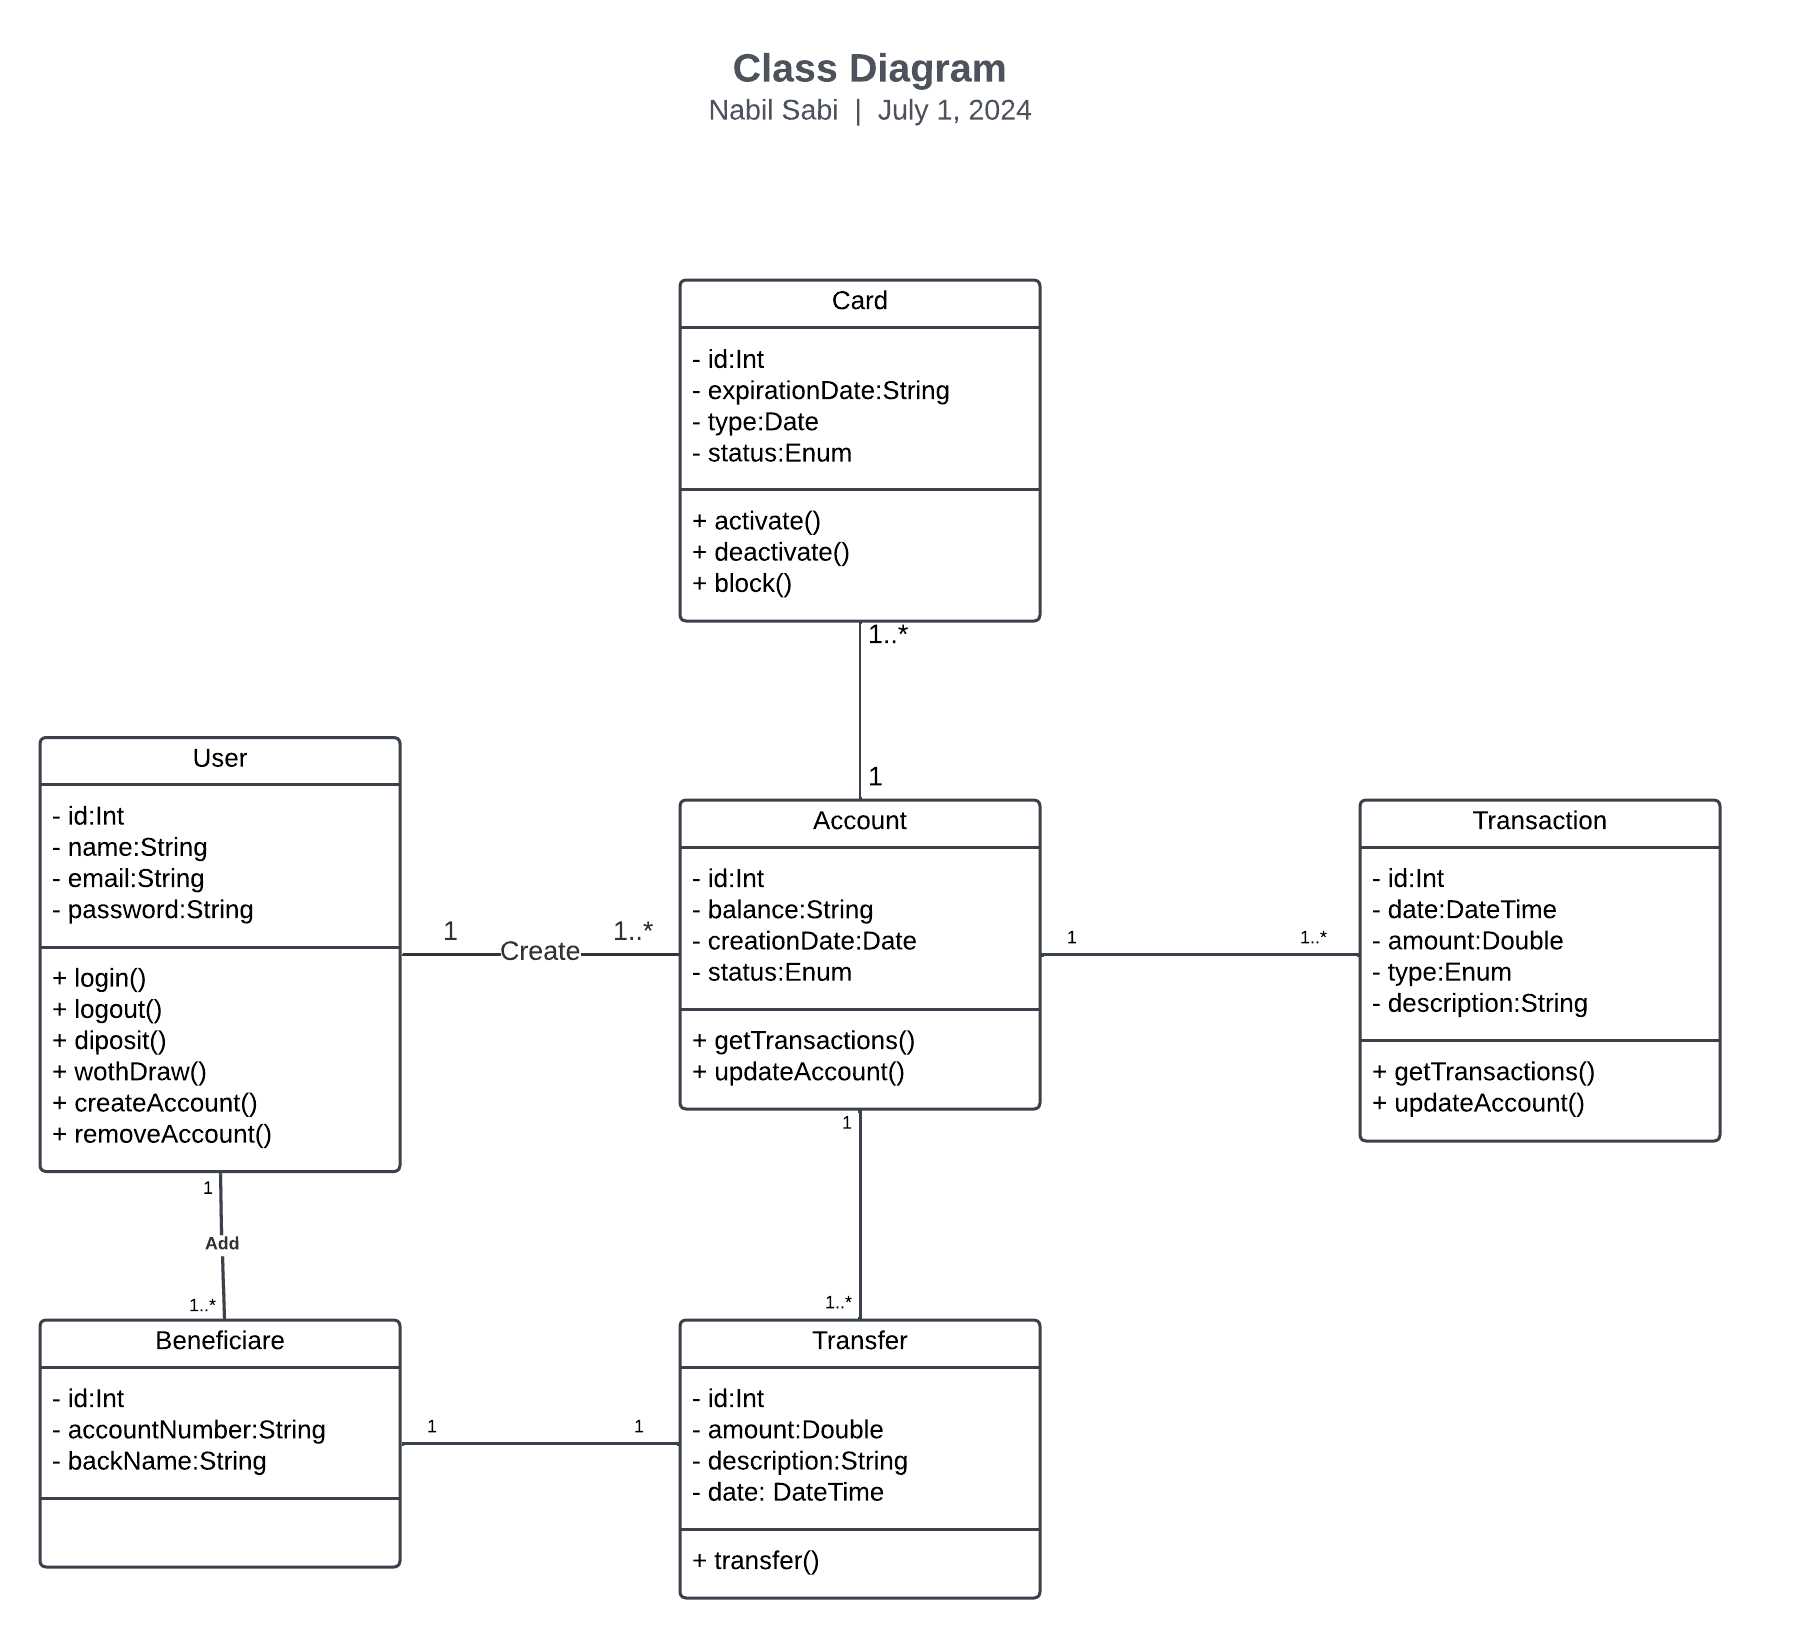 Class Diagram
Nabil Sabi | July 1, 2024
Card
- id:Int
- expirationDate:String
- type:Date
- status:Enum
+ activate()
+ deactivate()
+ block()
1..*
1
User
- id:Int
- name:String
- email:String
- password:String
+ login()
+ logout()
+ diposit()
+ wothDraw()
+ createAccount()
+ removeAccount()
1
Create
1..*
Account
- id:Int
- balance:String
- creationDate:Date
- status:Enum
+ getTransactions()
+ updateAccount()
1
1..*
Transaction
- id:Int
- date:DateTime
- amount:Double
- type:Enum
- description:String
+ getTransactions()
+ updateAccount()
1
Add
1..*
1
1..*
Beneficiare
- id:Int
- accountNumber:String
- backName:String
1
1
Transfer
- id:Int
- amount:Double
- description:String
- date: DateTime
+ transfer()